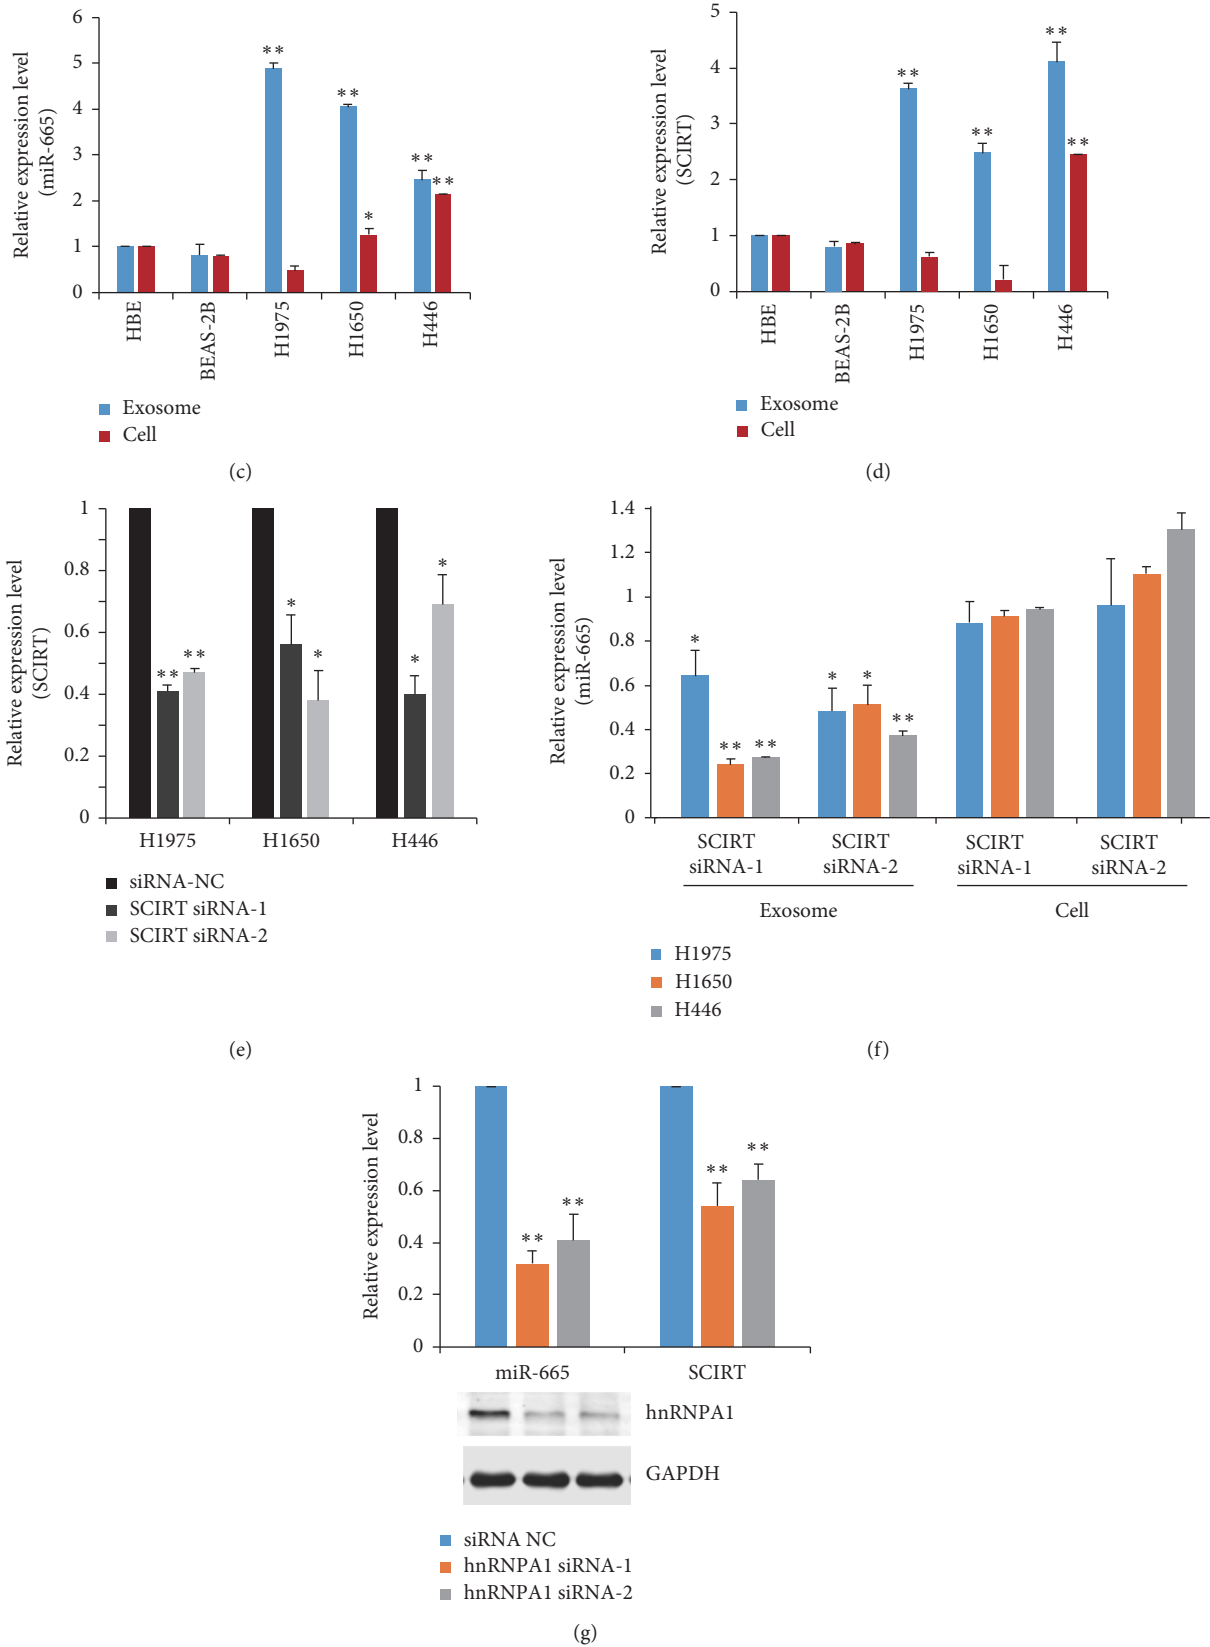 6
5
4
3
2
1
0
Relative expression level
(miR-665)
** ** ** ** *
HBE
BEAS-2B
H1975
H1650
H446
Exosome
Cell
(c)
5
4
3
2
1
0
Relative expression level
(SCIRT)
** ** ** **
HBE
BEAS-2B
H1975
H1650
H446
Exosome
Cell
(d)
1
0.8
0.6
0.4
0.2
0
Relative expression level
(SCIRT)
** ** * * * *
H1975 H1650 H446
siRNA-NC
SCIRT siRNA-1
SCIRT siRNA-2
(e)
1.4
1.2
1
0.8
0.6
0.4
0.2
0
Relative expression level
(miR-665)
* ** ** * * **
SCIRT SCIRT SCIRT SCIRT
siRNA-1 siRNA-2 siRNA-1 siRNA-2
Exosome Cell
H1975
H1650
H446
(f)
1
0.8
0.6
0.4
0.2
0
Relative expression level
** ** ** **
miR-665 SCIRT
hnRNPA1
GAPDH
siRNA NC
hnRNPA1 siRNA-1
hnRNPA1 siRNA-2
(g)